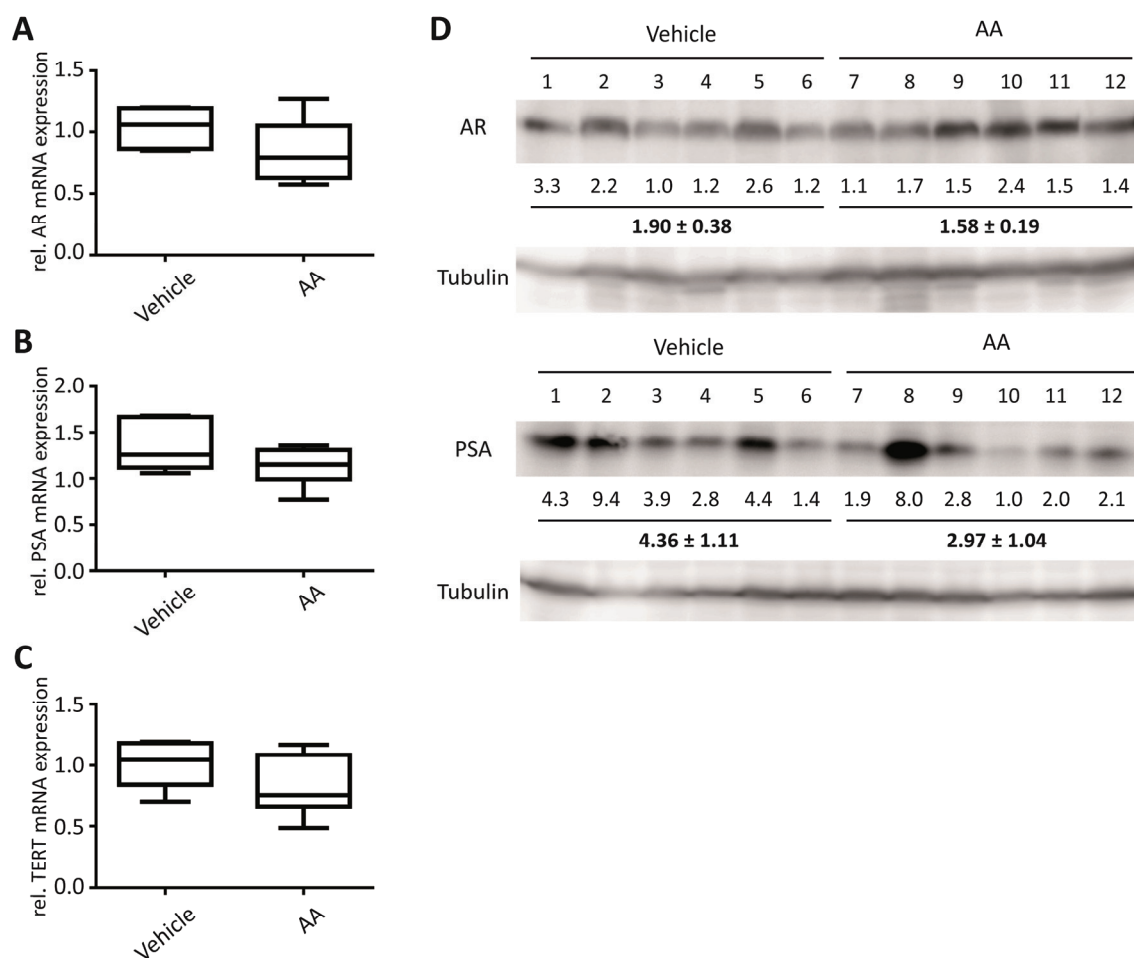 A
rel. AR mRNA expression
1.5
1.0
0.5
0.0
Vehicle
AA
B
rel. PSA mRNA expression
2.0
1.5
1.0
0.5
0.0
Vehicle
AA
C
rel. TERT mRNA expression
1.5
1.0
0.5
0.0
Vehicle
AA
D
Vehicle AA
1 2 3 4 5 6 7 8 9 10 11 12
AR
3.3 2.2 1.0 1.2 2.6 1.2 1.1 1.7 1.5 2.4 1.5 1.4
1.90 ± 0.38 1.58 ± 0.19
Tubulin
Vehicle AA
1 2 3 4 5 6 7 8 9 10 11 12
PSA
4.3 9.4 3.9 2.8 4.4 1.4 1.9 8.0 2.8 1.0 2.0 2.1
4.36 ± 1.11 2.97 ± 1.04
Tubulin